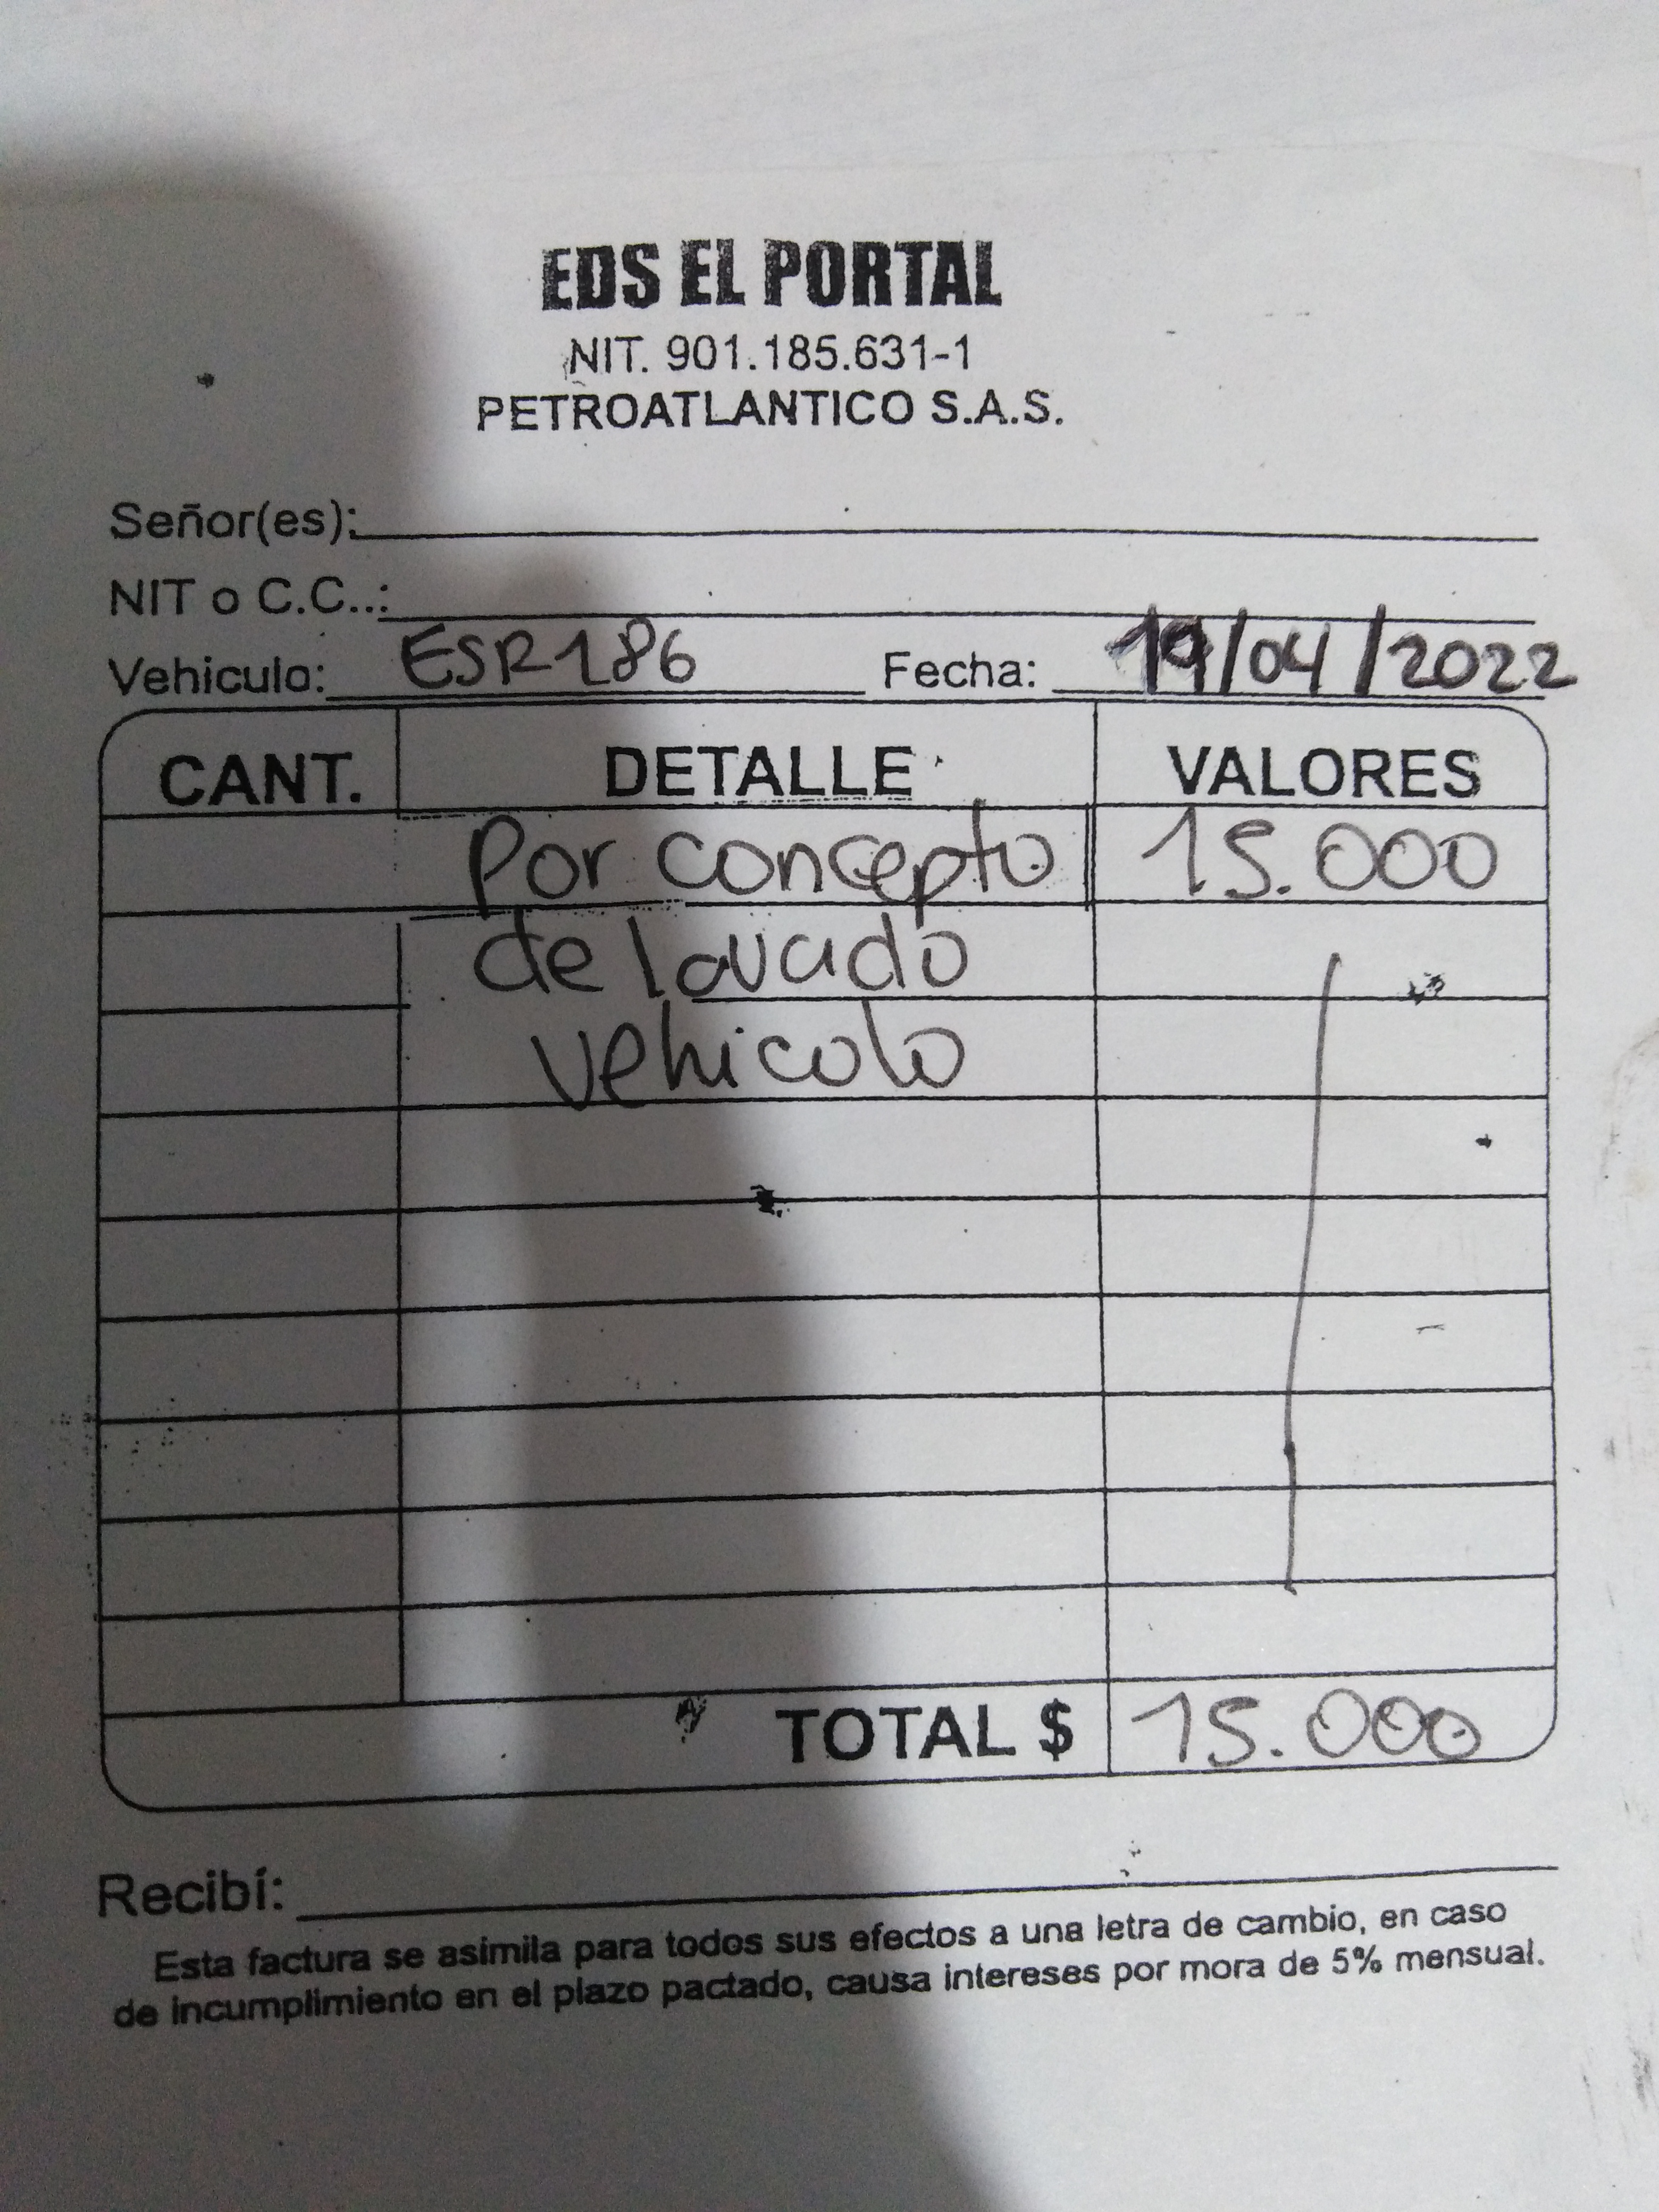 EDS EL PORTAL
NIT. 901.185.631-1
PETROATLANTICO S.A.S.
Señor(es):
NIT o C.C..:
Vehiculo: ESR186 Fecha: 19/04/2022
CANT. DETALLE VALORES
Por concepto 15.000
de lavado
vehicolo
TOTAL $ 15.000
Recibí:
Esta factura se asimila para todos sus efectos a una letra de cambio, en caso
de incumplimiento en el plazo pactado, causa intereses por mora de 5% mensual.